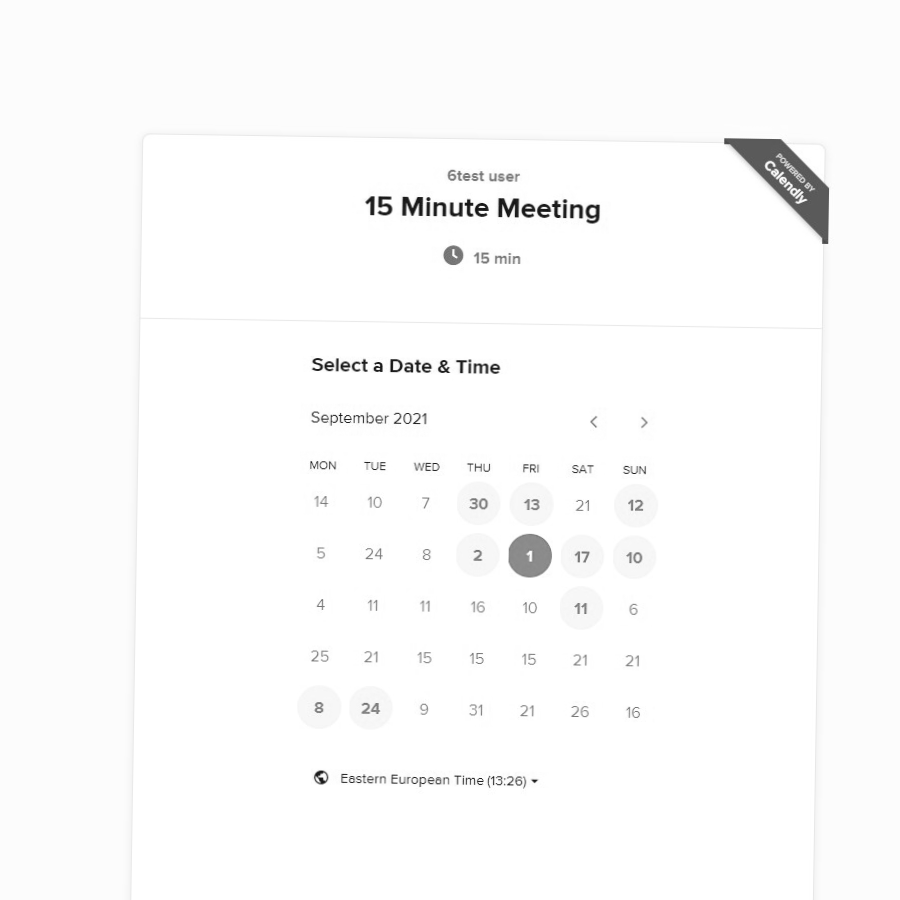 POWERED BY
Calendly
6test user
15 Minute Meeting
15 min
Select a Date & Time
September 2021
MON TUE WED THU FRI SAT SUN
14 10 7 30 13 21 12
5 24 8 2 1 17 10
4 11 11 16 10 11 6
25 21 15 15 15 21 21
8 24 9 31 21 26 16
Eastern European Time (13:26)